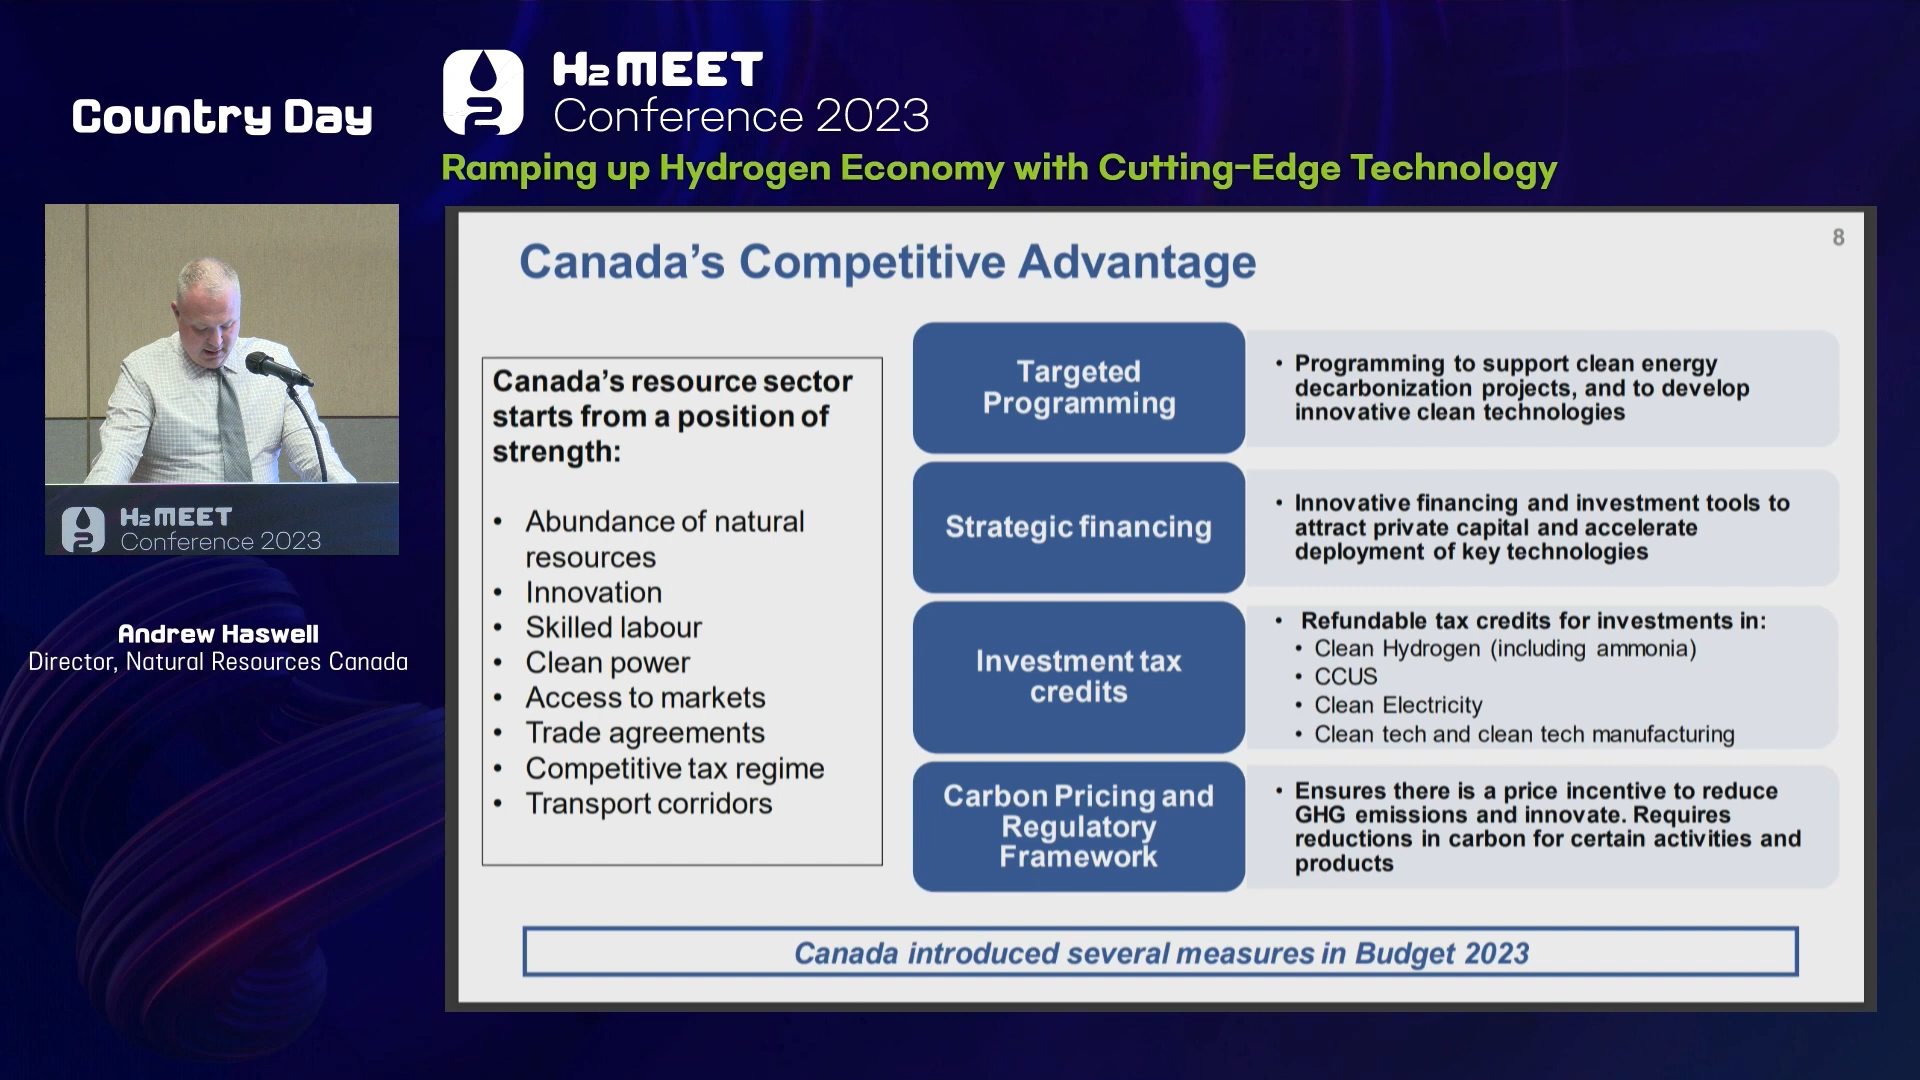 Country Day
H2 MEET
Conference 2023
Ramping up Hydrogen Economy with Cutting-Edge Technology
H2 MEET
Conference 2023
Andrew Haswell
Director, Natural Resources Canada
8
Canada's Competitive Advantage
Canada's resource sector
starts from a position of
strength:
• Abundance of natural
resources
• Innovation
• Skilled labour
• Clean power
• Access to markets
• Trade agreements
• Competitive tax regime
• Transport corridors
Targeted
Programming
• Programming to support clean energy
decarbonization projects, and to develop
innovative clean technologies
Strategic financing
• Innovative financing and investment tools to
attract private capital and accelerate
deployment of key technologies
Investment tax
credits
• Refundable tax credits for investments in:
• Clean Hydrogen (including ammonia)
• CCUS
• Clean Electricity
• Clean tech and clean tech manufacturing
Carbon Pricing and
Regulatory
Framework
• Ensures there is a price incentive to reduce
GHG emissions and innovate. Requires
reductions in carbon for certain activities and
products
Canada introduced several measures in Budget 2023